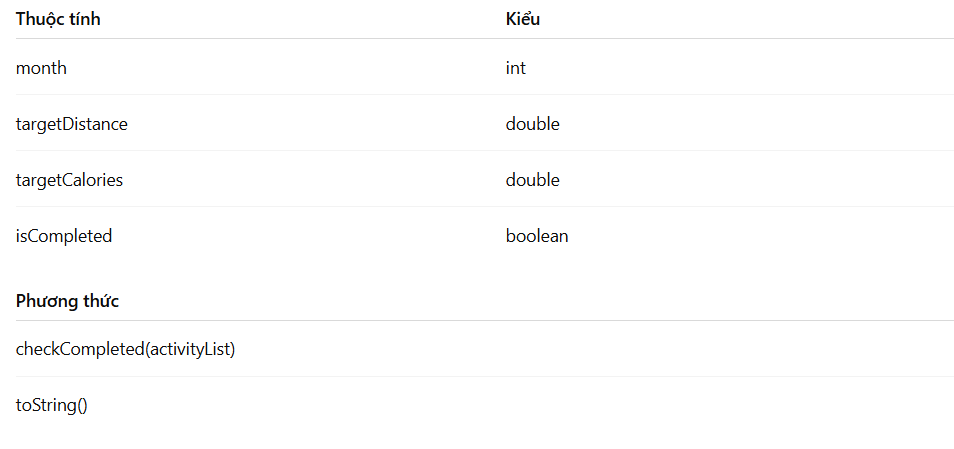 Thuộc tính Kiểu
month int
targetDistance double
targetCalories double
isCompleted boolean
Phương thức
checkCompleted(activityList)
toString()